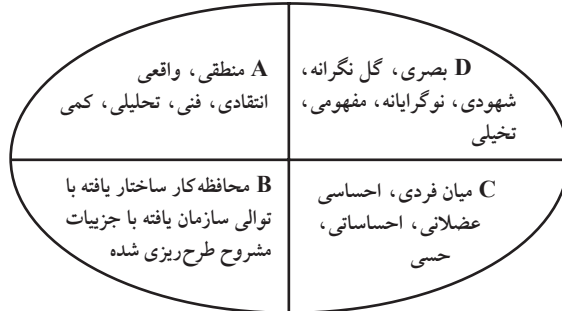 A منطقی، واقعی
انتقادی، فنی، تحلیلی، کمی
D بصری، گل نگرانه،
شهودی، نوگرایانه، مفهومی،
تخیلی
B محافظه‌کار ساختار یافته با
توالی سازمان یافته با جزییات
مشروح طرح‌ریزی شده
C میان فردی، احساسی
عضلانی، احساساتی،
حسی